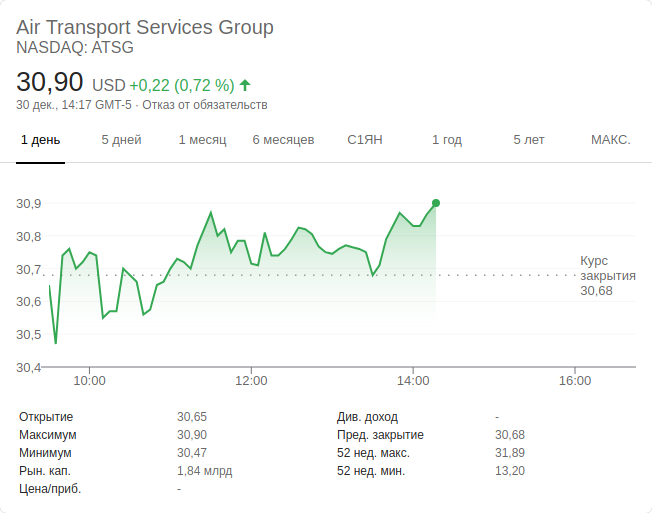 Air Transport Services Group
NASDAQ: ATSG
30,90 USD +0,22 (0,72 %)
30 дек., 14:17 GMT-5 · Отказ от обязательств
1 день 5 дней 1 месяц 6 месяцев С1ЯН 1 год 5 лет МАКС.
30,9
30,8
30,7
30,6
30,5
30,4
Курс
закрытия
30,68
10:00 12:00 14:00 16:00
Открытие 30,65 Див. доход -
Максимум 30,90 Пред. закрытие 30,68
Минимум 30,47 52 нед. макс. 31,89
Рын. кап. 1,84 млрд 52 нед. мин. 13,20
Цена/приб. -